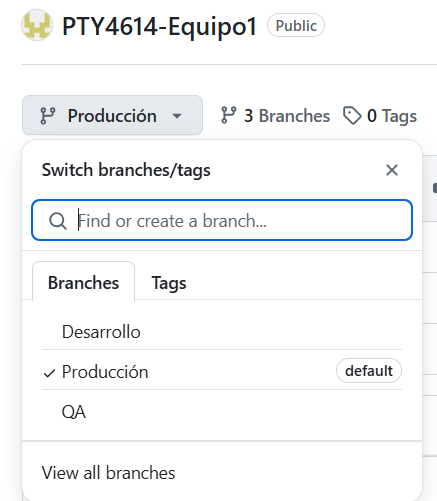 PTY4614-Equipo1 Public
Producción 3 Branches 0 Tags
Switch branches/tags
Find or create a branch...
Branches Tags
Desarrollo
Producción default
QA
View all branches